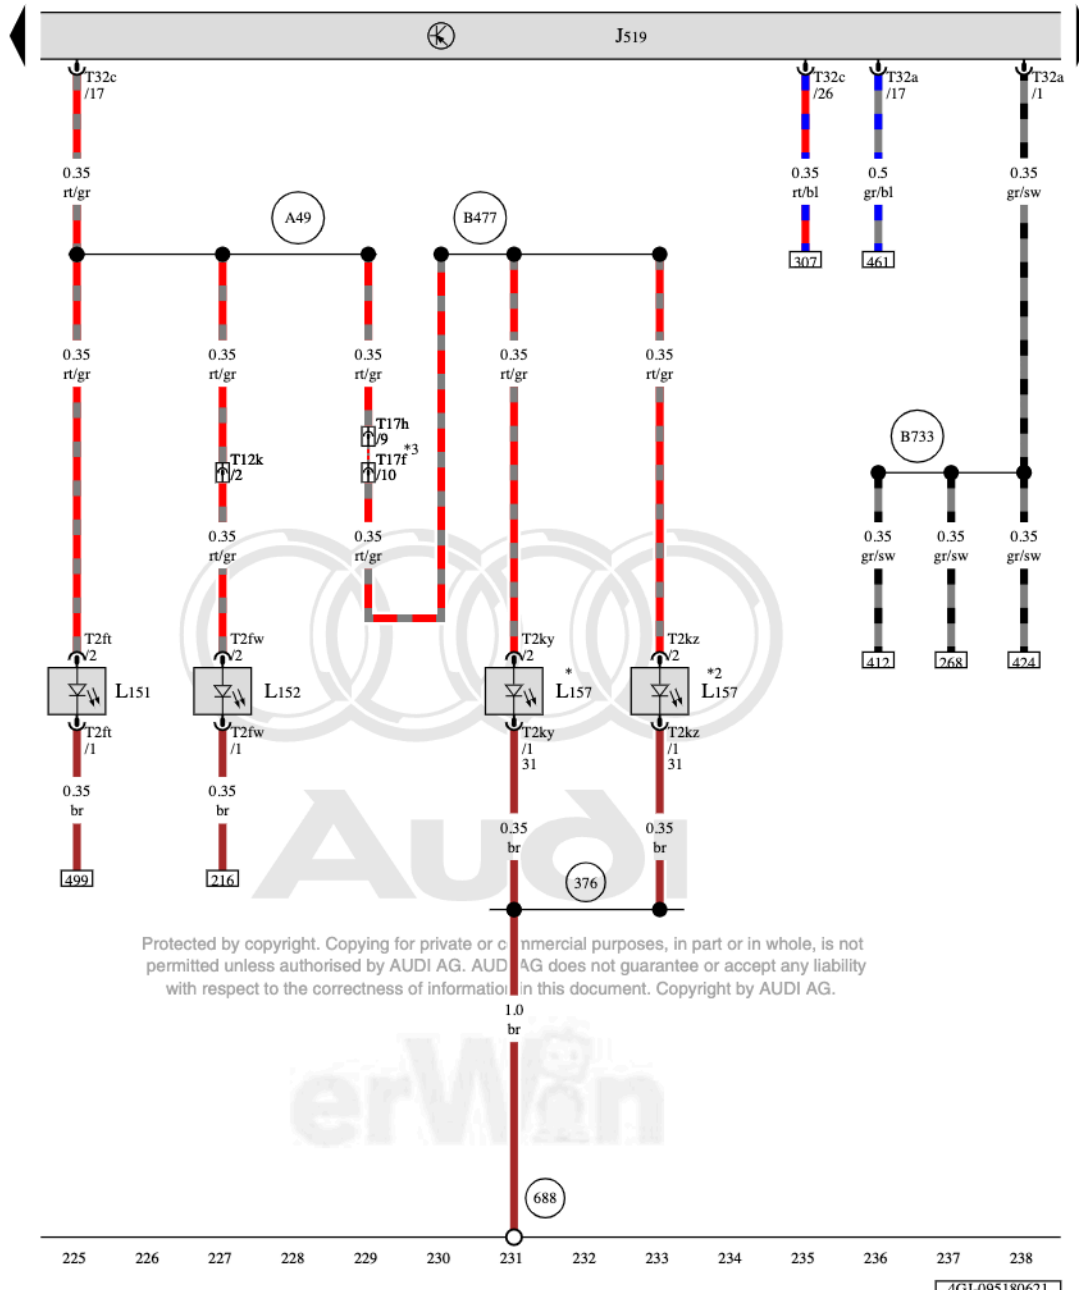 J519
T32c
/17
T32c
/26
T32a
/17
T32a
/1
0.35
rt/gr
0.35
rt/bl
0.5
gr/bl
0.35
gr/sw
A49
B477
307
461
0.35
rt/gr
0.35
rt/gr
0.35
rt/gr
0.35
rt/gr
0.35
rt/gr
T17h
/9
*3
T12k
/2
T17f
/10
B733
0.35
rt/gr
0.35
rt/gr
0.35
gr/sw
0.35
gr/sw
0.35
gr/sw
T2ft
/2
T2fw
/2
T2ky
/2
T2kz
/2
412
268
424
L151
L152
*
L157
*2
L157
T2ft
/1
T2fw
/1
T2ky
/1
31
T2kz
/1
31
0.35
br
0.35
br
0.35
br
0.35
br
499
216
376
Audi
Protected by copyright. Copying for private or commercial purposes, in part or in whole, is not
permitted unless authorised by AUDI AG. AUDI AG does not guarantee or accept any liability
with respect to the correctness of information in this document. Copyright by AUDI AG.
1.0
br
erWin
688
225 226 227 228 229 230 231 232 233 234 235 236 237 238